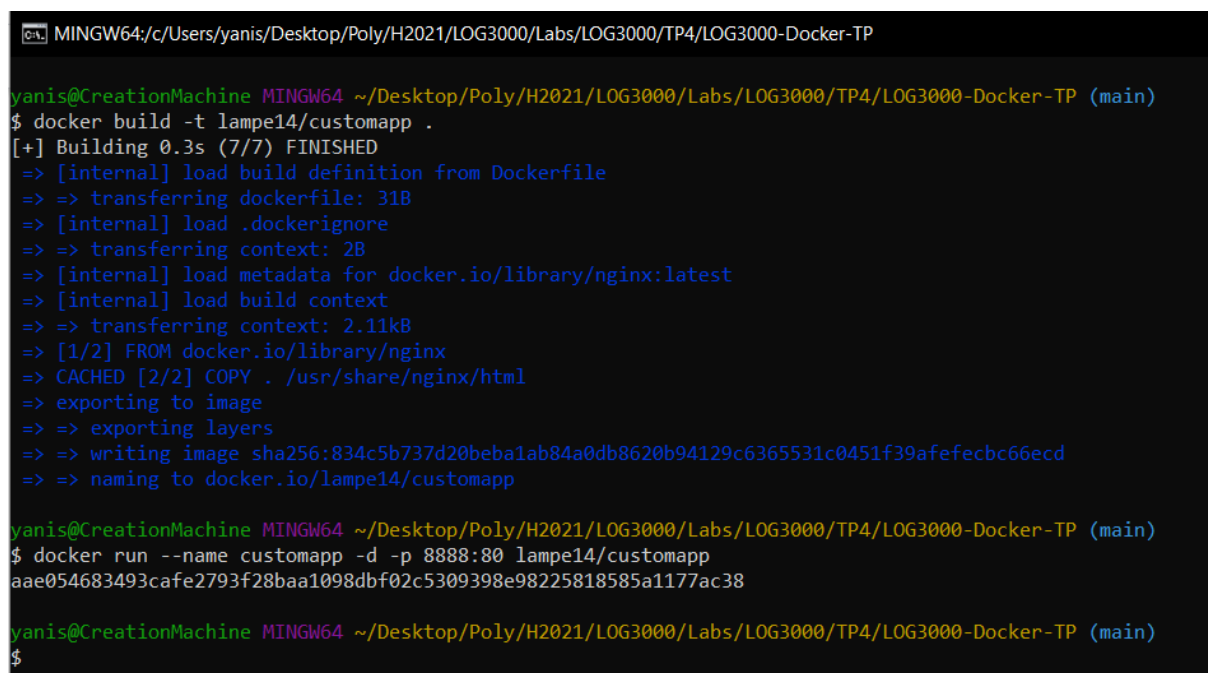 MINGW64:/c/Users/yanis/Desktop/Poly/H2021/LOG3000/Labs/LOG3000/TP4/LOG3000-Docker-TP
yanis@CreationMachine MINGW64 ~/Desktop/Poly/H2021/LOG3000/Labs/LOG3000/TP4/LOG3000-Docker-TP (main)
$ docker build -t lampe14/customapp .
[+] Building 0.3s (7/7) FINISHED
=> [internal] load build definition from Dockerfile
=> => transferring dockerfile: 31B
=> [internal] load .dockerignore
=> => transferring context: 2B
=> [internal] load metadata for docker.io/library/nginx:latest
=> [internal] load build context
=> => transferring context: 2.11kB
=> [1/2] FROM docker.io/library/nginx
=> CACHED [2/2] COPY . /usr/share/nginx/html
=> exporting to image
=> => exporting layers
=> => writing image sha256:834c5b737d20beba1ab84a0db8620b94129c6365531c0451f39afefecbc66ecd
=> => naming to docker.io/lampe14/customapp
yanis@CreationMachine MINGW64 ~/Desktop/Poly/H2021/LOG3000/Labs/LOG3000/TP4/LOG3000-Docker-TP (main)
$ docker run --name customapp -d -p 8888:80 lampe14/customapp
aae054683493cafe2793f28baa1098dbf02c5309398e98225818585a1177ac38
yanis@CreationMachine MINGW64 ~/Desktop/Poly/H2021/LOG3000/Labs/LOG3000/TP4/LOG3000-Docker-TP (main)
$